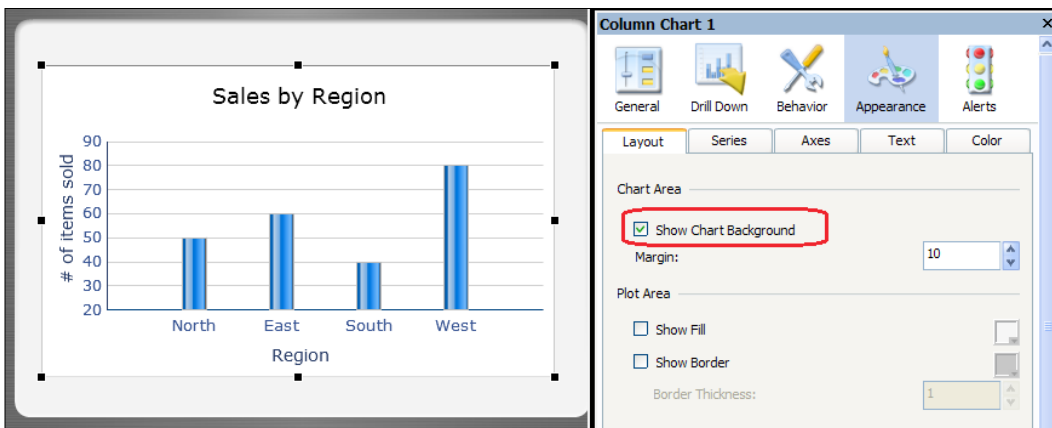 Sales by Region
# of items sold
90
80
70
60
50
40
30
20
North East South West
Region
Column Chart 1
General Drill Down Behavior Appearance Alerts
Layout Series Axes Text Color
Chart Area
Show Chart Background
Margin: 10
Plot Area
Show Fill
Show Border
Border Thickness: 1